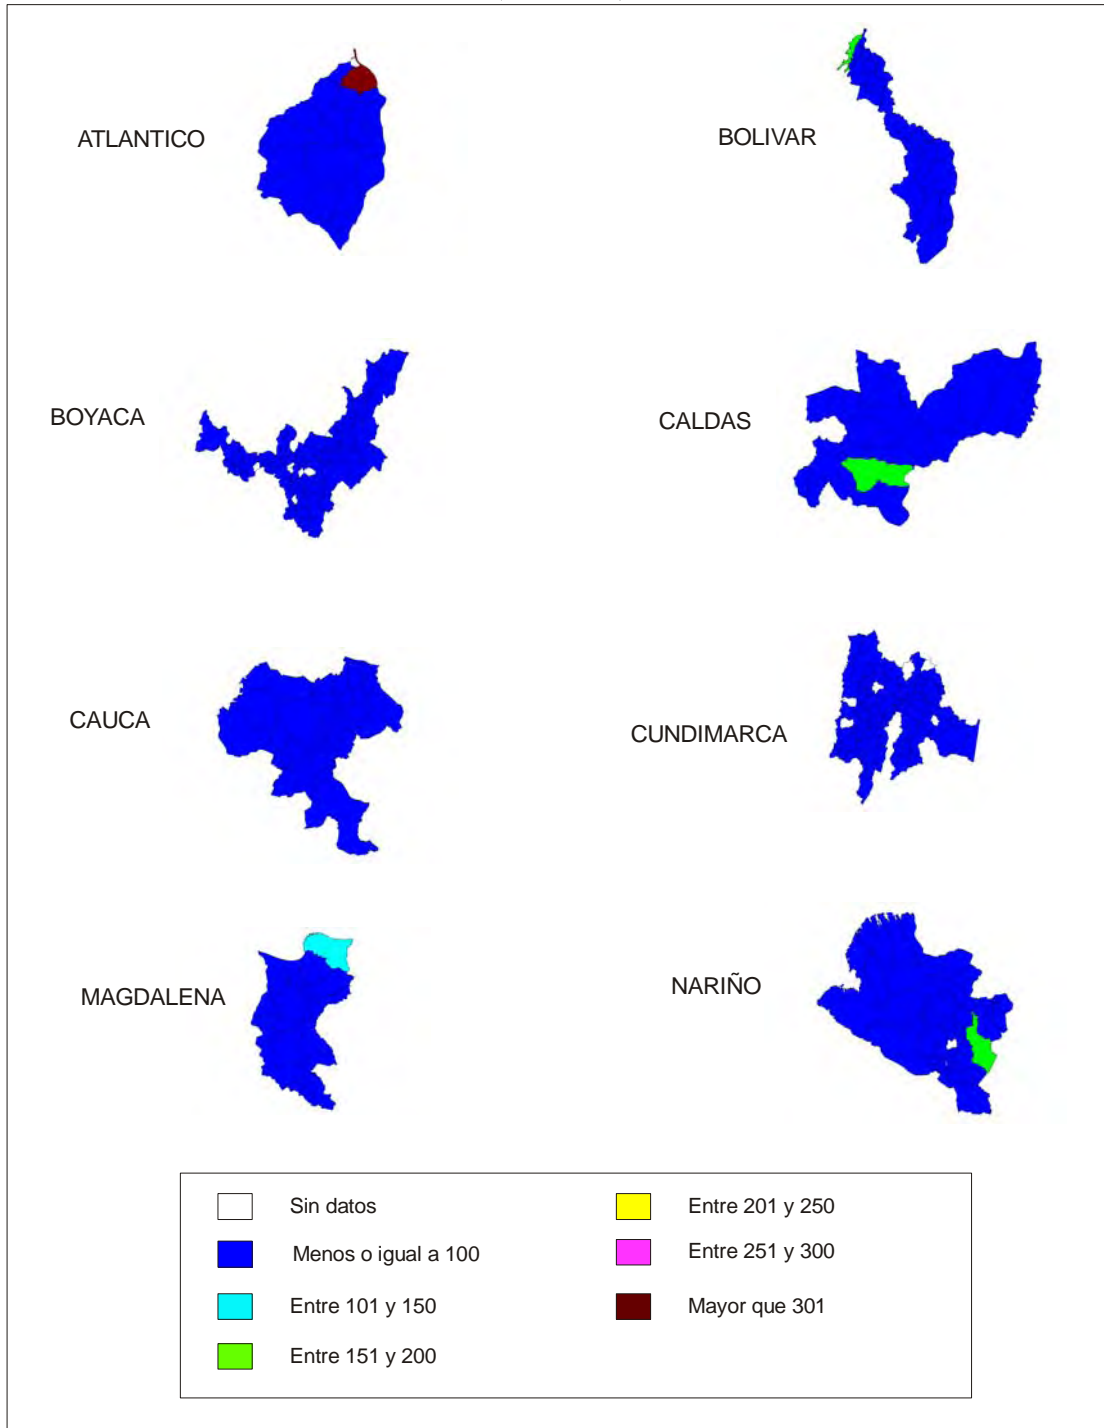 ATLANTICO
BOLIVAR
BOYACA
CALDAS
CAUCA
CUNDIMARCA
MAGDALENA
NARIÑO
Sin datos
Menos o igual a 100
Entre 101 y 150
Entre 151 y 200
Entre 201 y 250
Entre 251 y 300
Mayor que 301